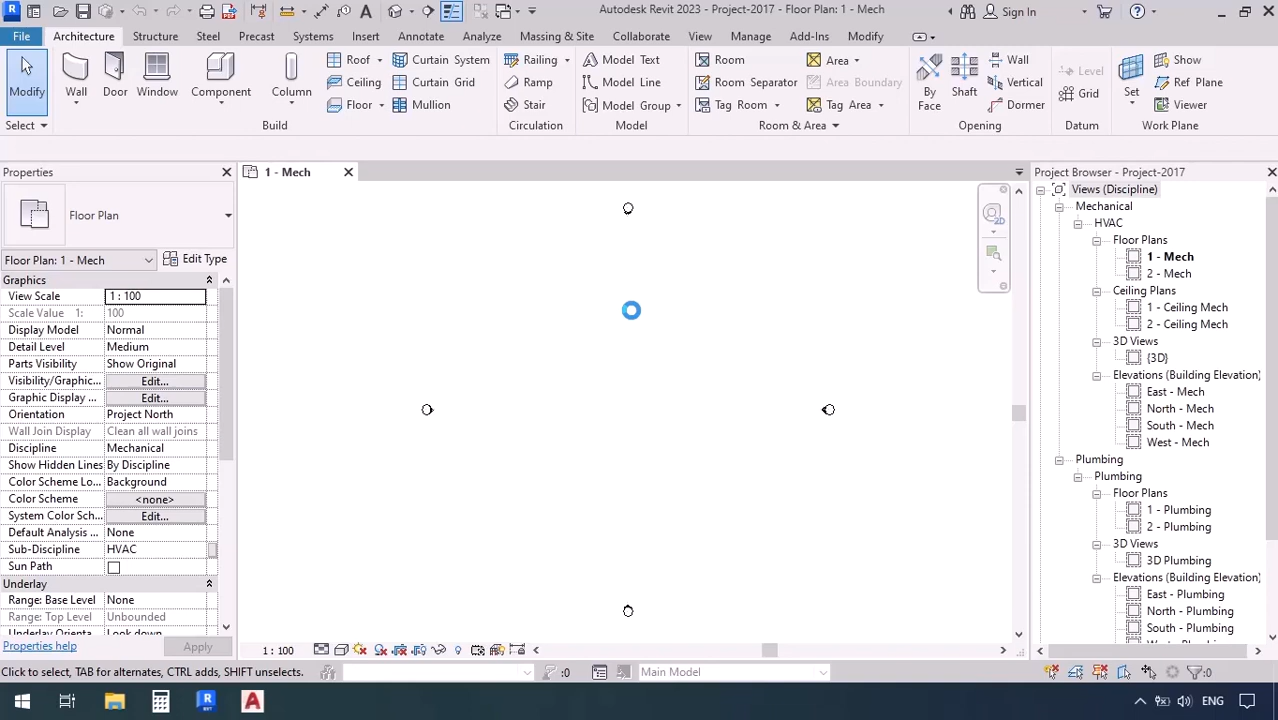 Autodesk Revit 2023 - Project-2017 - Floor Plan: 1 - Mech
Sign In
File Architecture Structure Steel Precast Systems Insert Annotate Analyze Massing & Site Collaborate View Manage Add-Ins Modify
Modify
Wall
Door
Window
Component
Column
Roof
Ceiling
Floor
Curtain System
Curtain Grid
Mullion
Railing
Ramp
Stair
Model Text
Model Line
Model Group
Room
Room Separator
Tag Room
Area
Area Boundary
Tag Area
By Face
Shaft
Wall
Vertical
Dormer
Level
Grid
Set
Show
Ref Plane
Viewer
Select Build Circulation Model Room & Area Opening Datum Work Plane
Properties
Floor Plan
Floor Plan: 1 - Mech Edit Type
Graphics
View Scale 1 : 100
Scale Value 1: 100
Display Model Normal
Detail Level Medium
Parts Visibility Show Original
Visibility/Graphic... Edit...
Graphic Display ... Edit...
Orientation Project North
Wall Join Display Clean all wall joins
Discipline Mechanical
Show Hidden Lines By Discipline
Color Scheme Lo... Background
Color Scheme <none>
System Color Sch... Edit...
Default Analysis ... None
Sub-Discipline HVAC
Sun Path
Underlay
Range: Base Level None
Range: Top Level Unbounded
Underlay Orienta... Look down
Properties help Apply
1 - Mech
2D
1 : 100
Project Browser - Project-2017
Views (Discipline)
Mechanical
HVAC
Floor Plans
1 - Mech
2 - Mech
Ceiling Plans
1 - Ceiling Mech
2 - Ceiling Mech
3D Views
{3D}
Elevations (Building Elevation)
East - Mech
North - Mech
South - Mech
West - Mech
Plumbing
Plumbing
Floor Plans
1 - Plumbing
2 - Plumbing
3D Views
3D Plumbing
Elevations (Building Elevation)
East - Plumbing
North - Plumbing
South - Plumbing
Click to select, TAB for alternates, CTRL adds, SHIFT unselects. :0 Main Model :0
ENG